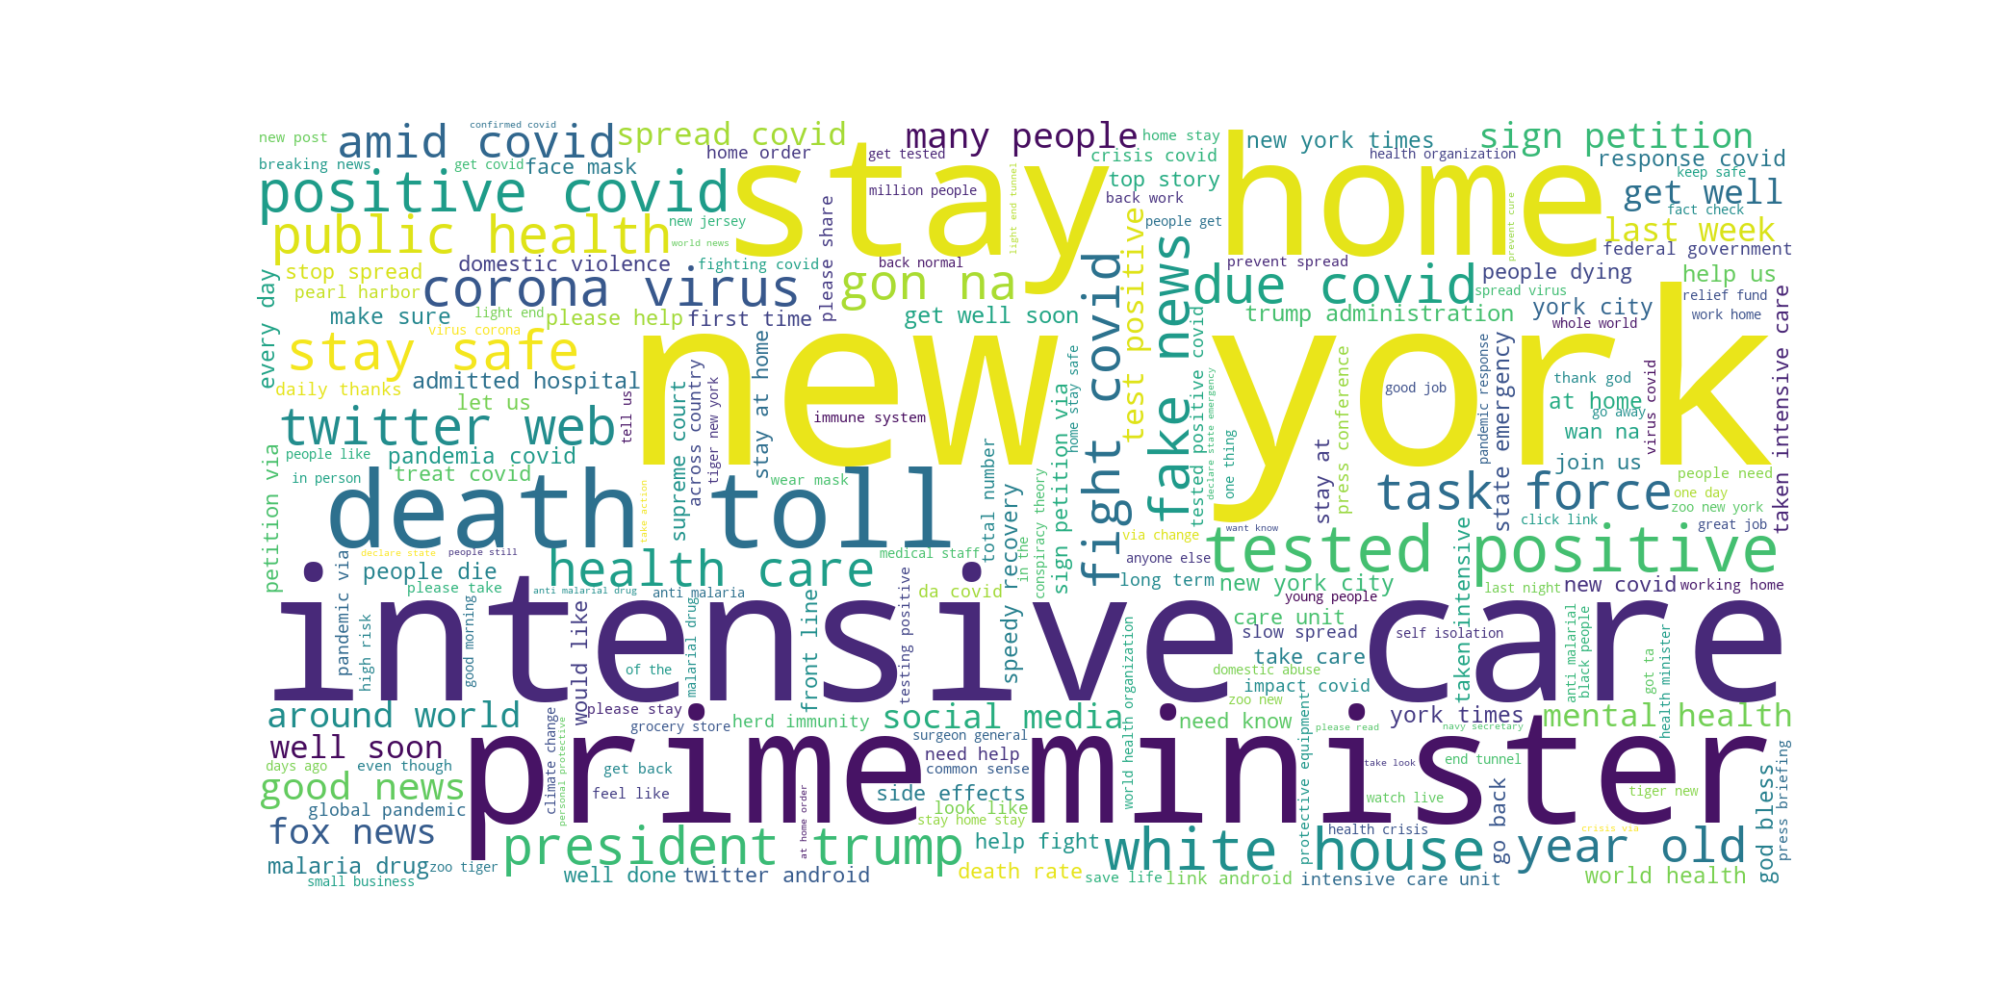 new post
amid covid
confirmed covid
spread covid
many people
home stay
new york times
sign petition
breaking news
get covid
face mask
home order
get tested
crisis covid
health organization
response covid
keep safe
positive covid
stay home
million people
light end tunnel
top story
back work
prevent cure
get well
fact check
public health
new jersey
world news
please share
test positive
people get
last week
federal government
stop spread
domestic violence
fighting covid
back normal
gon na
fake news
prevent spread
due covid
people dying
help us
every day
pearl harbor
corona virus
spread virus
relief fund
make sure
light end
please help
first time
get well soon
fight covid
trump administration
york city
work home
taken intensive care
virus corona
whole world
stay safe
new york
daily thanks
admitted hospital
let us
across country
tiger new york
stay at home
home stay safe
tested positive covid
declare state emergency
good job
pandemic response
state emergency
thank god
at home
go away
virus covid
twitter web
tell us
supreme court
immune system
sign petition via
one thing
press conference
stay at
wan na
people like
pandemia covid
join us
petition via
in person
treat covid
wear mask
total number
people need
death toll
take action
speedy recovery
in the
conspiracy theory
task force
one day
zoo new york
click link
great job
want know
via change
declare state
people still
medical staff
anyone else
tested positive
pandemic via
people die
health care
long term
new york city
last night
new covid
working home
please take
anti malarial drug
anti malaria
da covid
young people
intensive care
high risk
good morning
would like
malarial drug
front line
testing positive
world health organization
care unit
slow spread
self isolation
taken intensive
anti malarial
black people
got ta
health minister
of the
take care
domestic abuse
impact covid
zoo new
around world
please stay
grocery store
herd immunity
social media
need know
please read
york times
navy secretary
mental health
well soon
prime minister
surgeon general
need help
protective equipment
climate change
personal protective
days ago
even though
get back
common sense
take look
end tunnel
god bless
press briefing
good news
feel like
at home order
side effects
watch live
tiger new
global pandemic
look like
stay home stay
fox news
president trump
help fight
white house
health crisis
go back
year old
crisis via
malaria drug
zoo tiger
small business
well done
twitter android
death rate
save life
link android
intensive care unit
world health